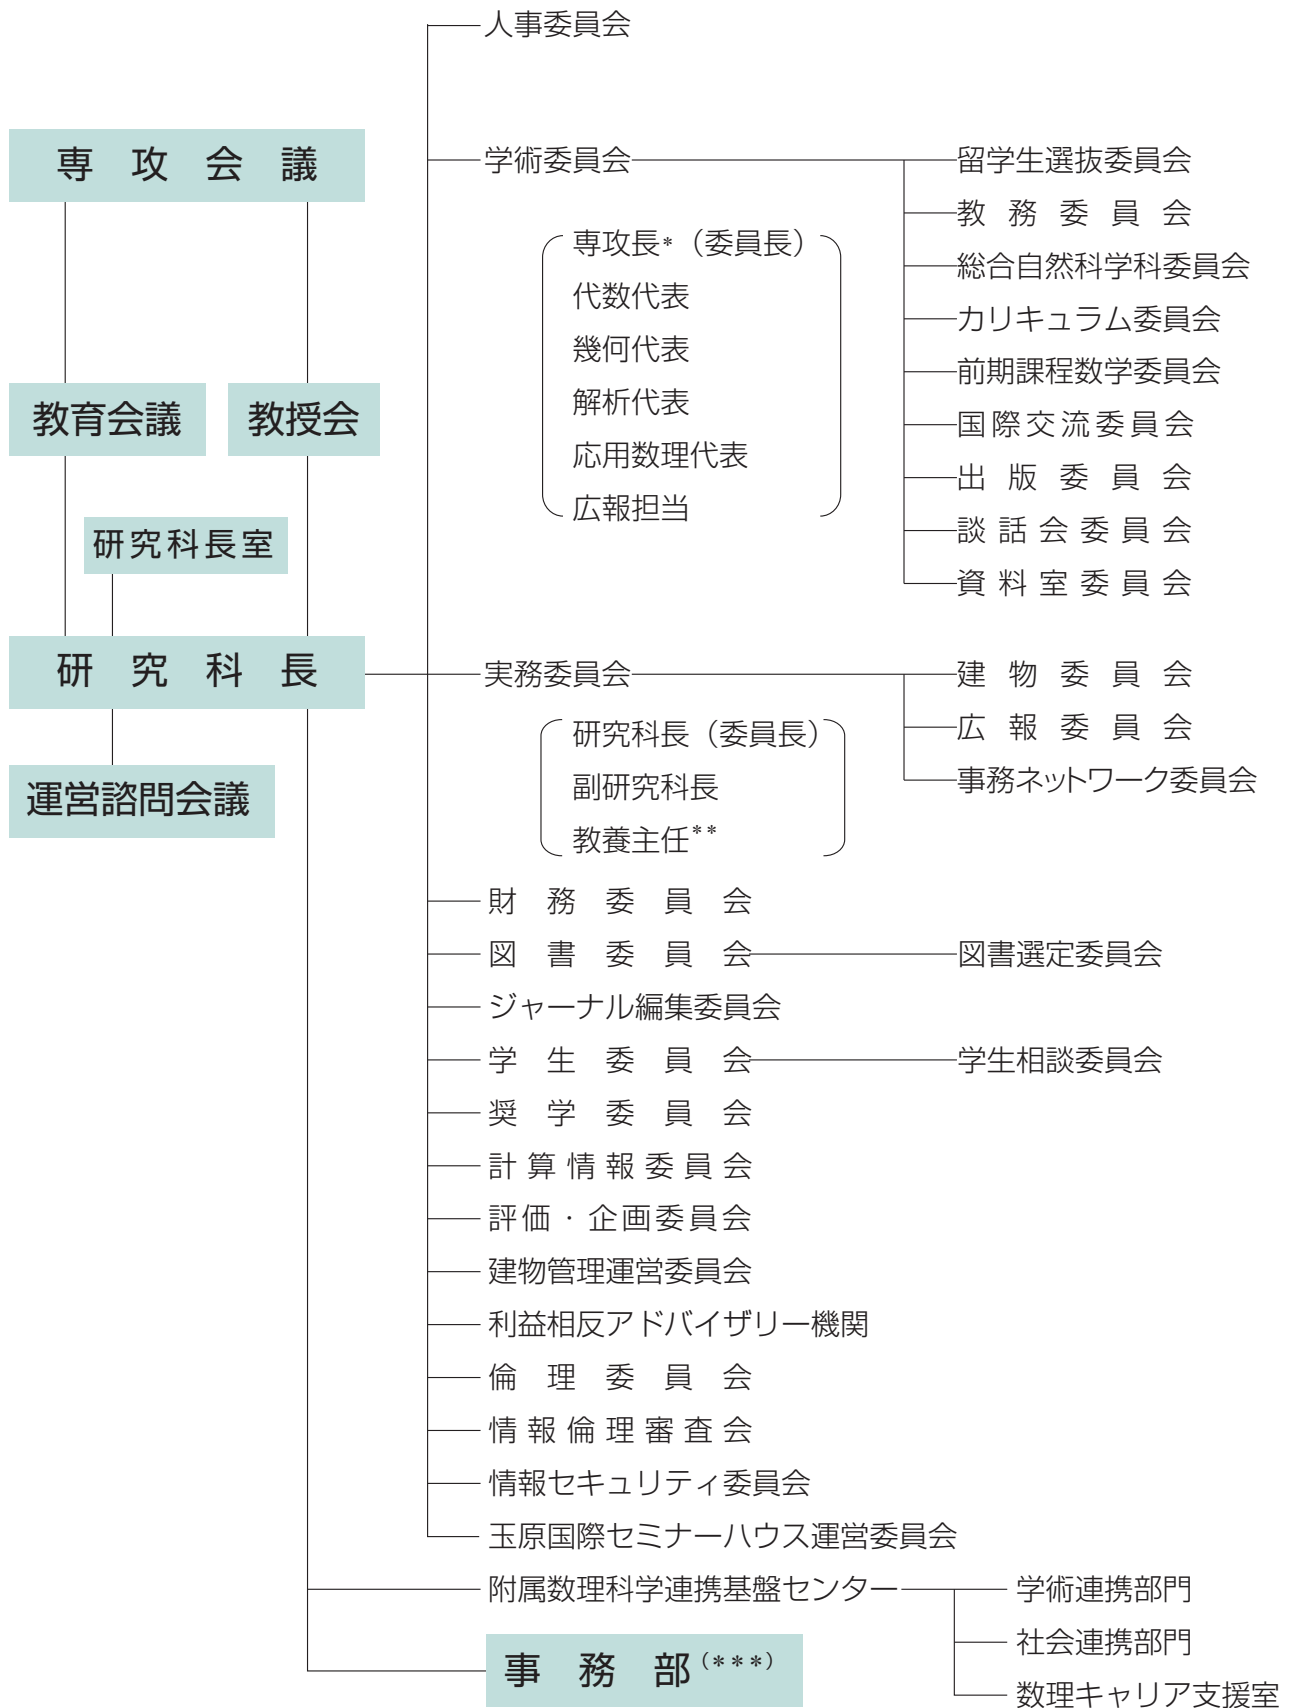 人事委員会
専攻会議
学術委員会
留学生選抜委員会
教務委員会
専攻長*（委員長）
総合自然科学科委員会
代数代表
カリキュラム委員会
幾何代表
前期課程数学委員会
教育会議
教授会
解析代表
国際交流委員会
応用数理代表
出版委員会
広報担当
談話会委員会
研究科長室
資料室委員会
研究科長
実務委員会
建物委員会
研究科長（委員長）
広報委員会
副研究科長
事務ネットワーク委員会
運営諮問会議
教養主任**
財務委員会
図書委員会
図書選定委員会
ジャーナル編集委員会
学生委員会
学生相談委員会
奨学委員会
計算情報委員会
評価・企画委員会
建物管理運営委員会
利益相反アドバイザリー機関
倫理委員会
情報倫理審査会
情報セキュリティ委員会
玉原国際セミナーハウス運営委員会
附属数理科学連携基盤センター
学術連携部門
社会連携部門
事務部(***)
数理キャリア支援室